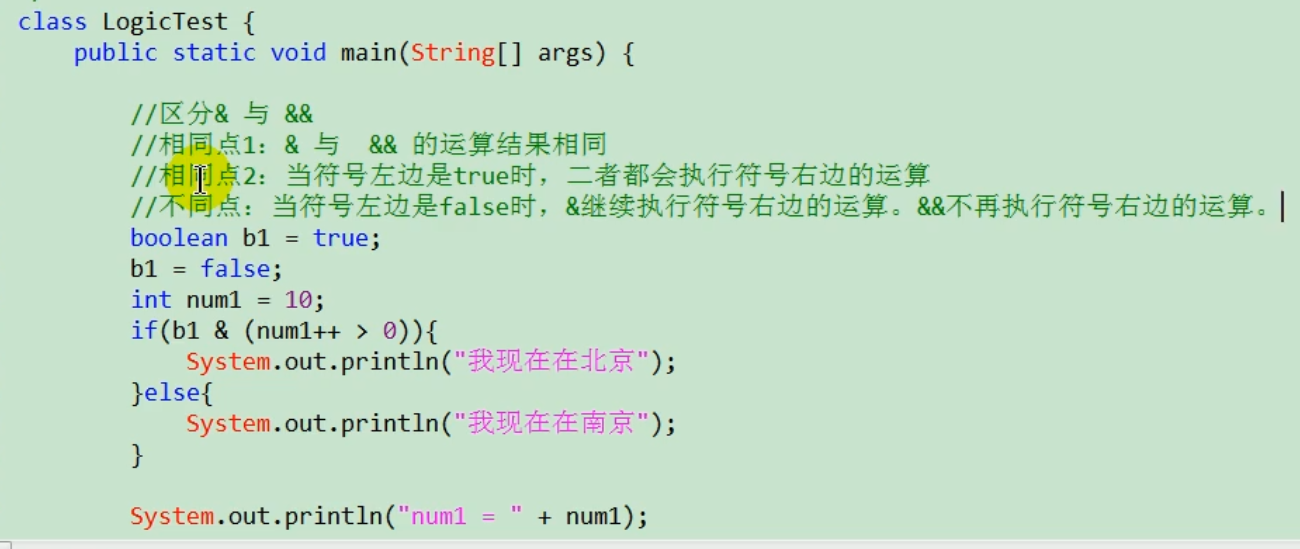 class LogicTest {
public static void main(String[] args) {
//区分& 与 &&
//相同点1：& 与  && 的运算结果相同
//相同点2：当符号左边是true时，二者都会执行符号右边的运算
//不同点：当符号左边是false时，&继续执行符号右边的运算。&&不再执行符号右边的运算。
boolean b1 = true;
b1 = false;
int num1 = 10;
if(b1 & (num1++ > 0)){
System.out.println("我现在在北京");
}else{
System.out.println("我现在在南京");
}
System.out.println("num1 = " + num1);